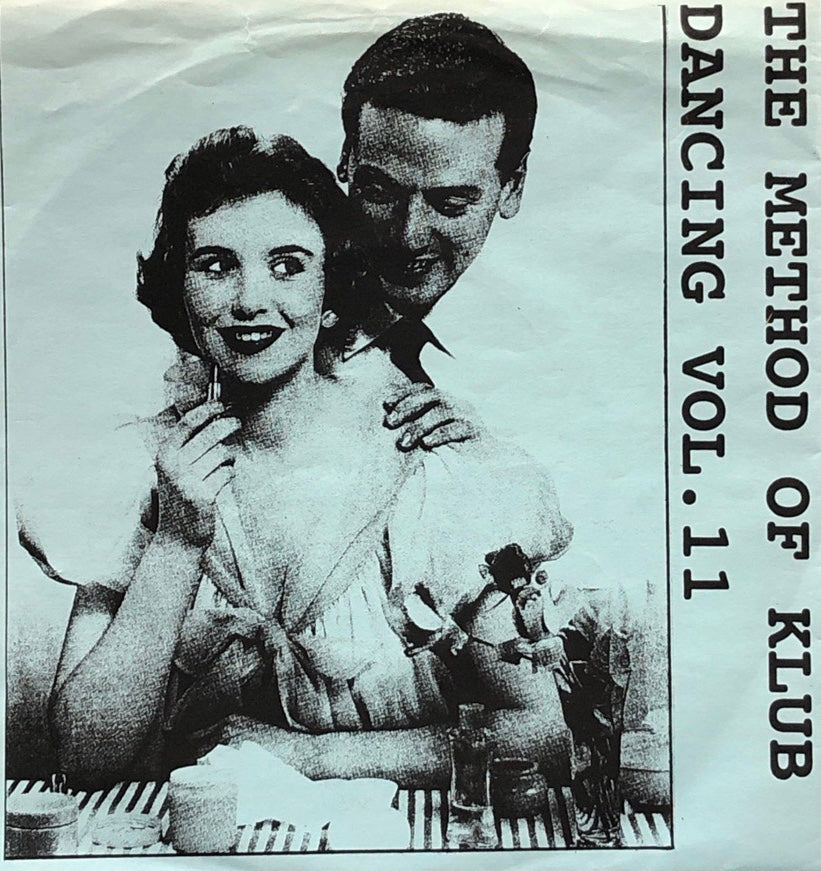 THE METHOD OF KLUB
DANCING VOL.11